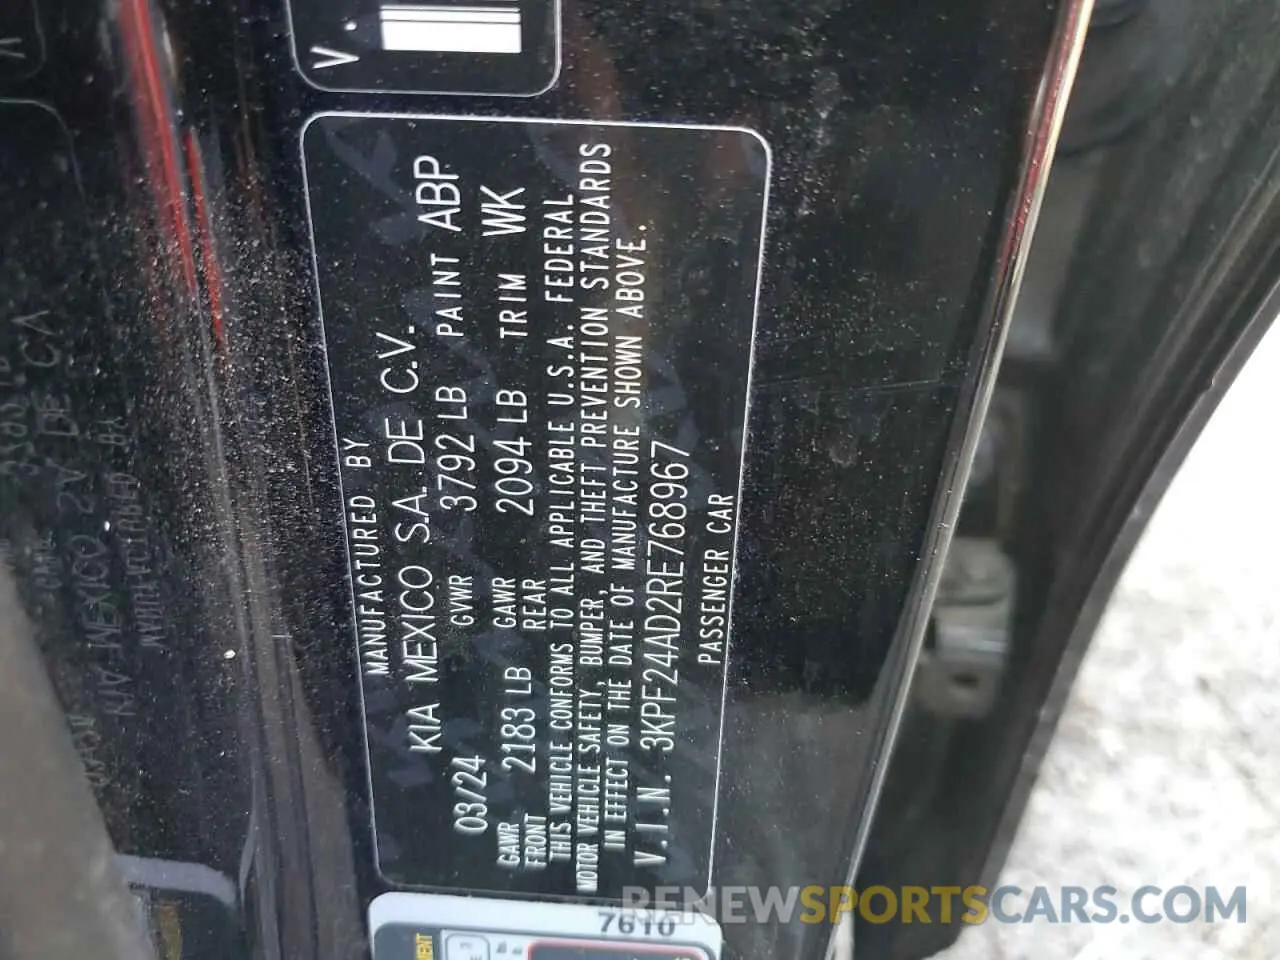 V.
MANUFACTURED BY
KIA MEXICO S.A. DE C.V.
03/24 GVWR 3792 LB PAINT ABP
GAWR FRONT 2183 LB GAWR REAR 2094 LB TRIM WK
THIS VEHICLE CONFORMS TO ALL APPLICABLE U.S.A. FEDERAL
MOTOR VEHICLE SAFETY, BUMPER, AND THEFT PREVENTION STANDARDS
IN EFFECT ON THE DATE OF MANUFACTURE SHOWN ABOVE.
V.I.N. 3KPF24AD2RE768967
PASSENGER CAR
7610
RENEWSPORTSCARS.COM